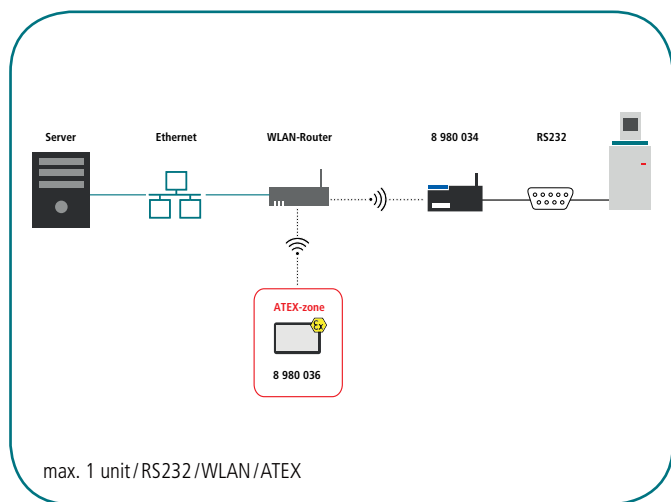 Server
Ethernet
WLAN-Router
8 980 034
RS232
ATEX-zone
Ex
8 980 036
max. 1 unit/RS232/WLAN/ATEX